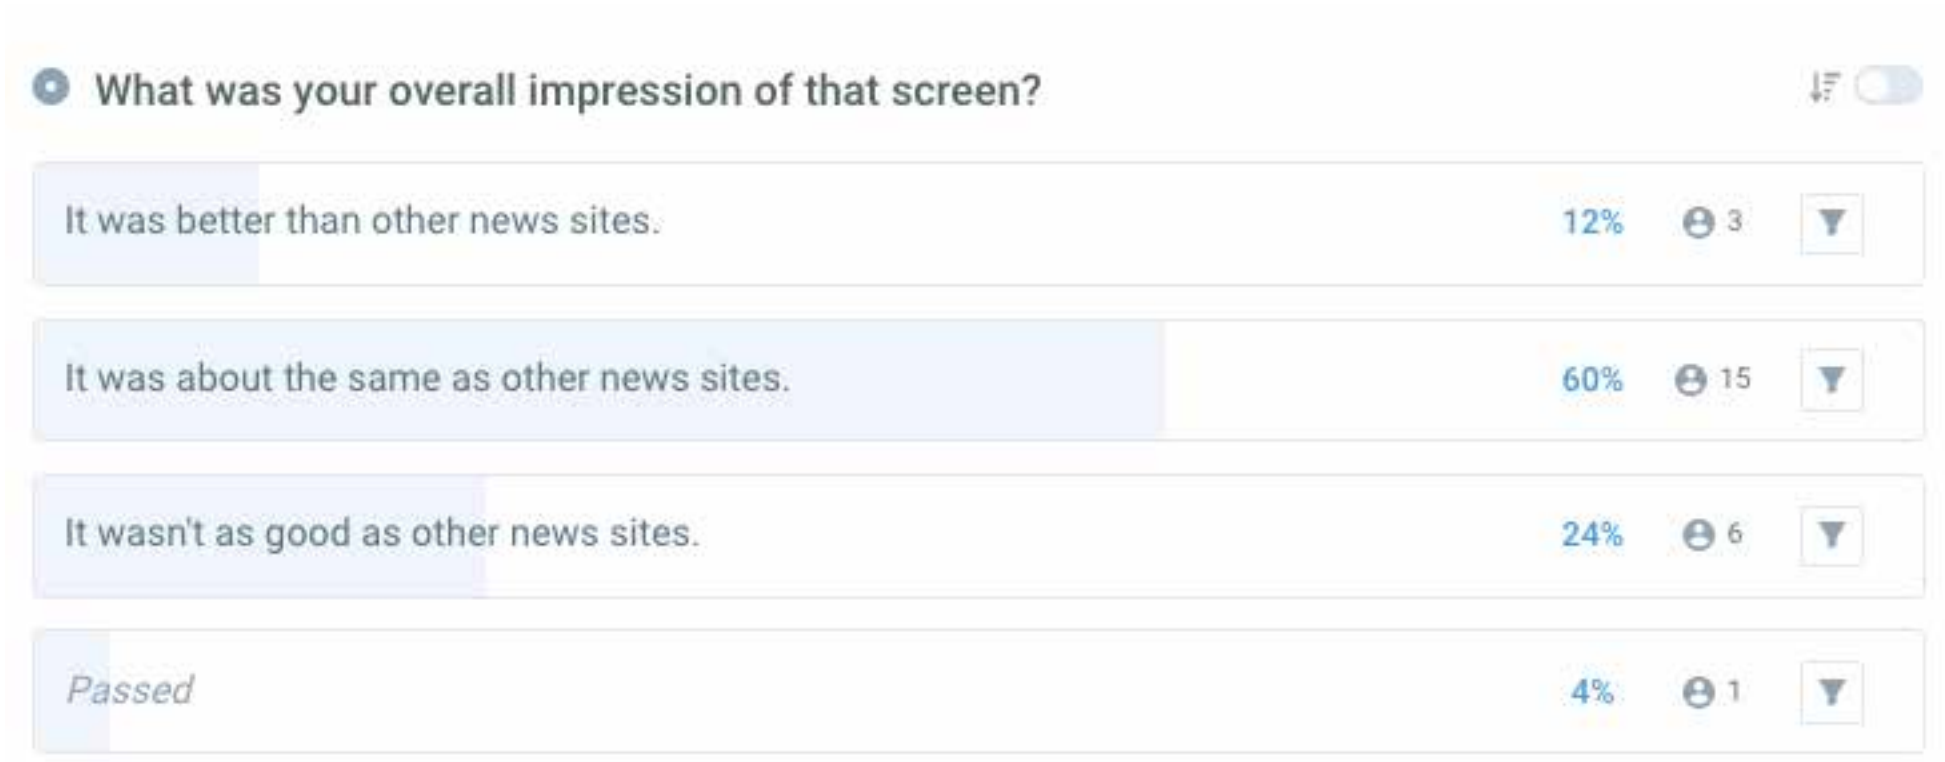 What was your overall impression of that screen?
It was better than other news sites. 12% 3
It was about the same as other news sites. 60% 15
It wasn't as good as other news sites. 24% 6
Passed 4% 1